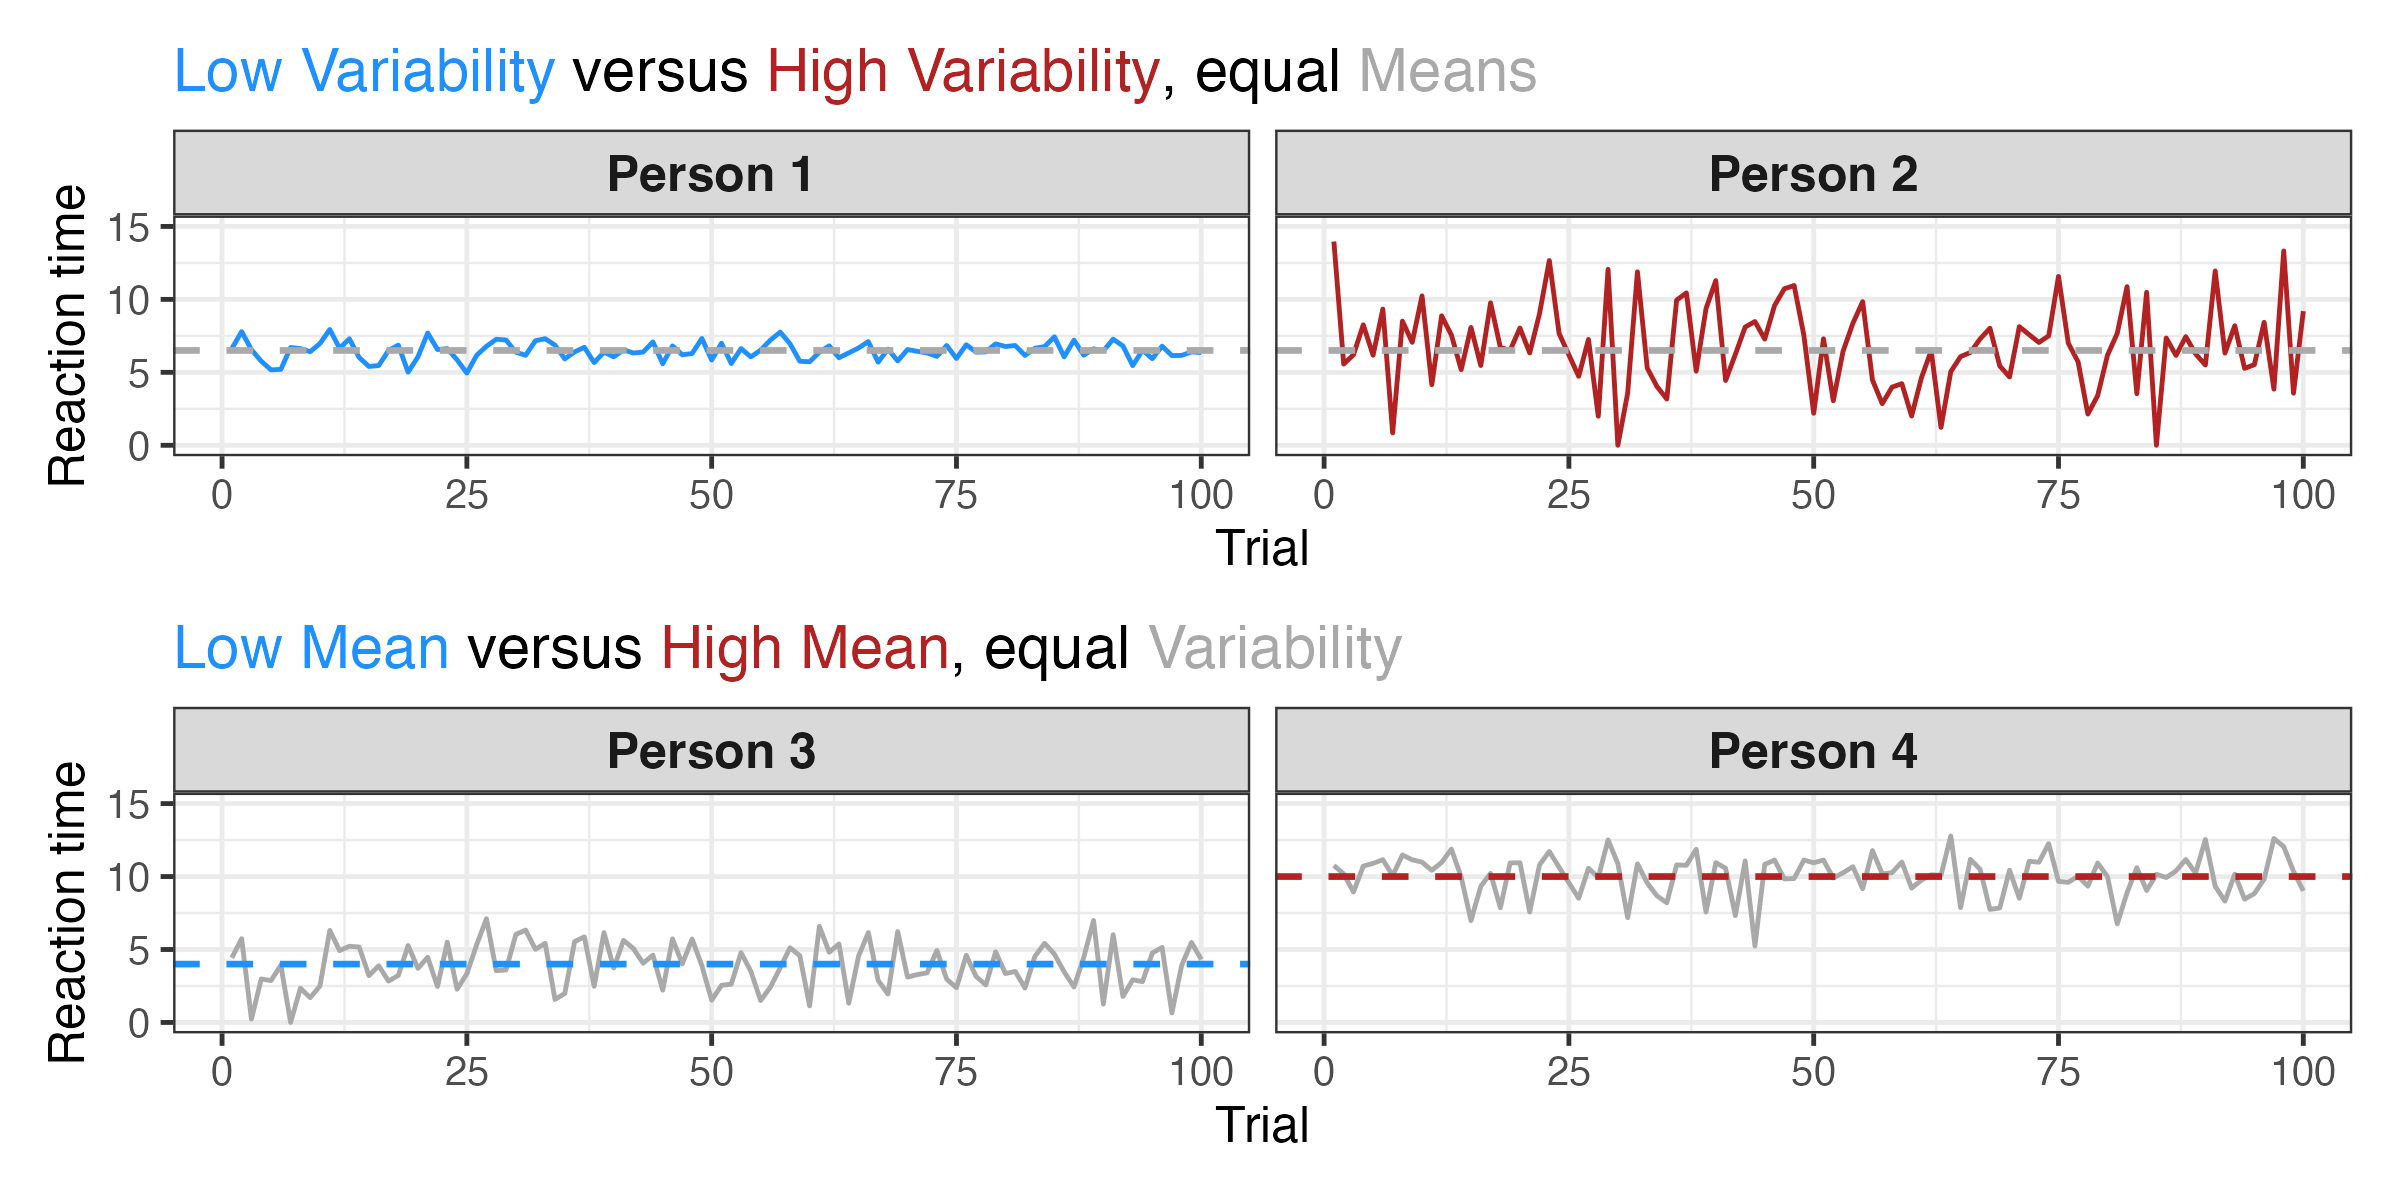 Low Variability versus High Variability, equal Means
Person 1
Person 2
Reaction time
15
10
5
0
0 25 50 75 100
0 25 50 75 100
Trial
Low Mean versus High Mean, equal Variability
Person 3
Person 4
Reaction time
15
10
5
0
0 25 50 75 100
0 25 50 75 100
Trial